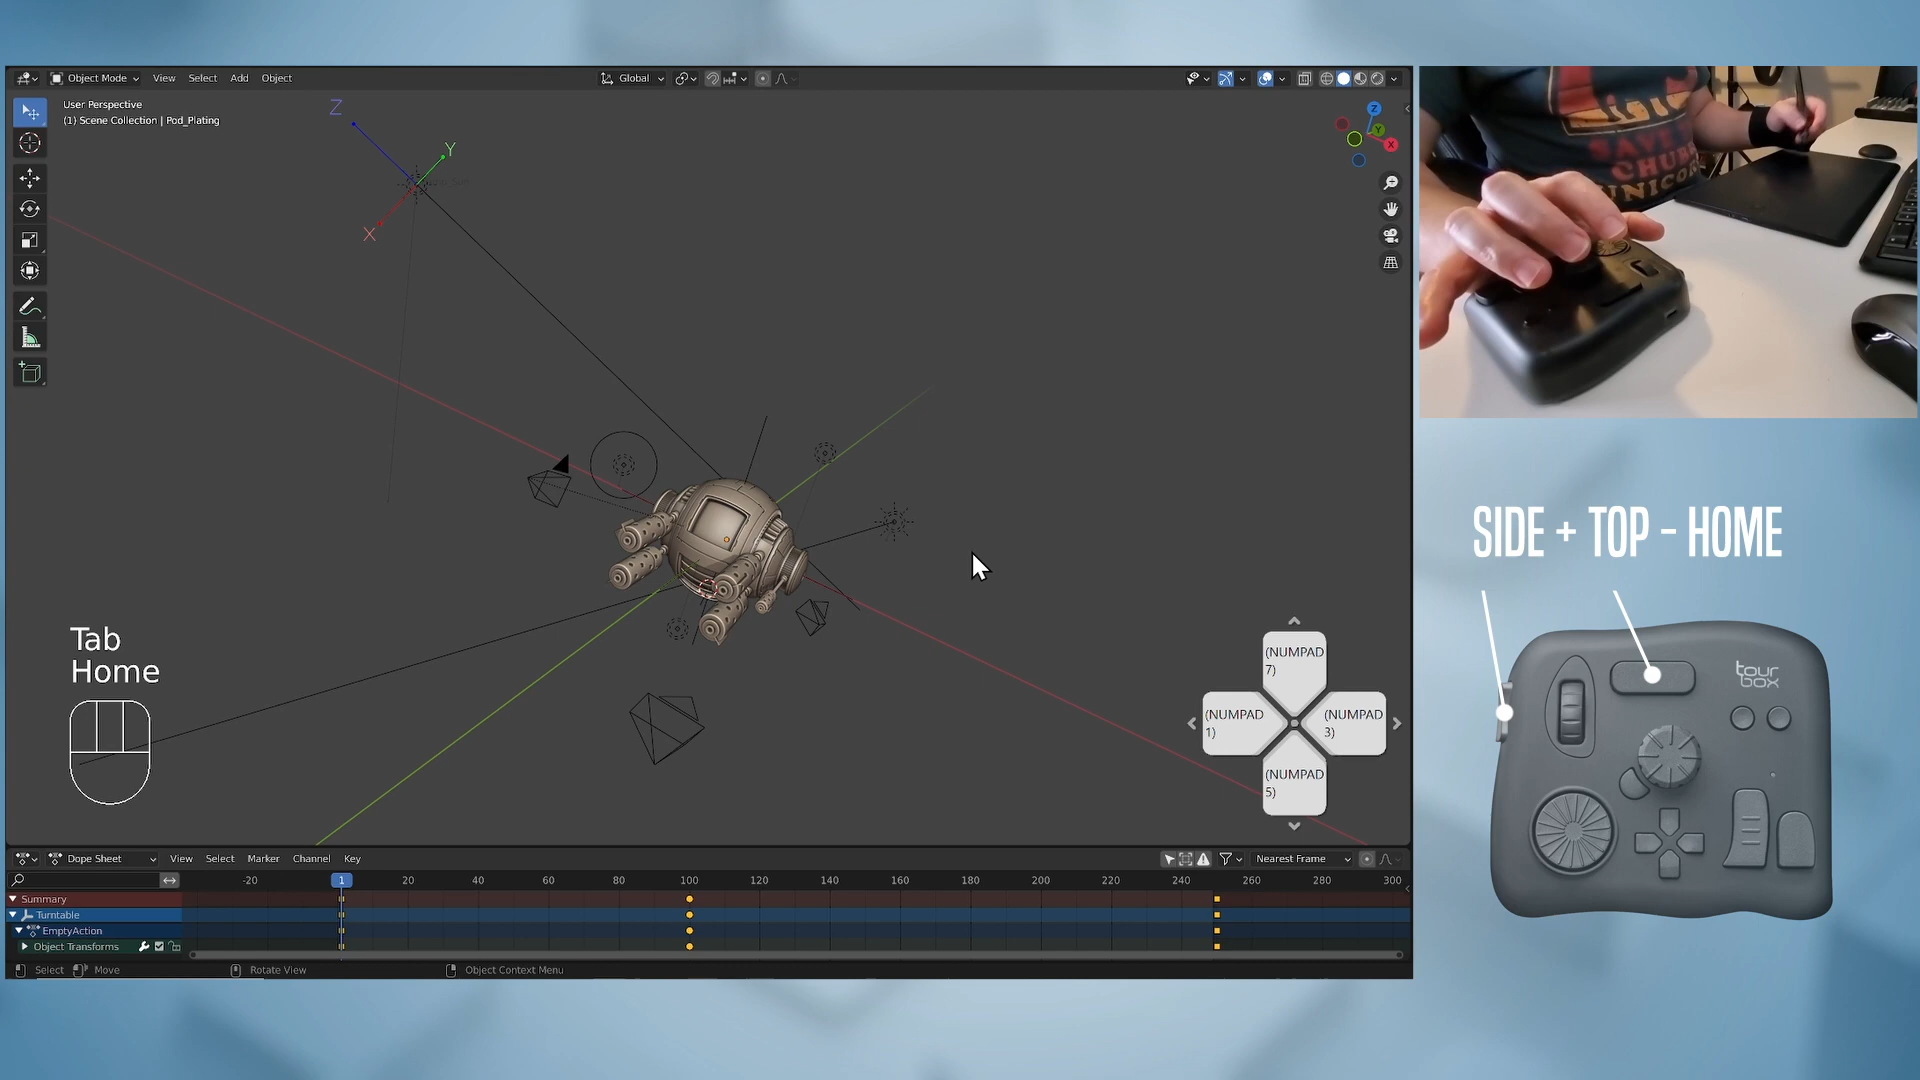 Object Mode
View
Select
Add
Object
Global
User Perspective
(1) Scene Collection | Pod_Plating
Z
Y
X
Z
Y
X
Tab
Home
(NUMPAD
7)
(NUMPAD
1)
(NUMPAD
3)
(NUMPAD
5)
Dope Sheet
View
Select
Marker
Channel
Key
Nearest Frame
-20
1
20
40
60
80
100
120
140
160
180
200
220
240
260
280
300
Summary
Turntable
EmptyAction
Object Transforms
Select
Move
Rotate View
Object Context Menu
SAVE
CHUB
UNICOR
SIDE + TOP - HOME
tour
box